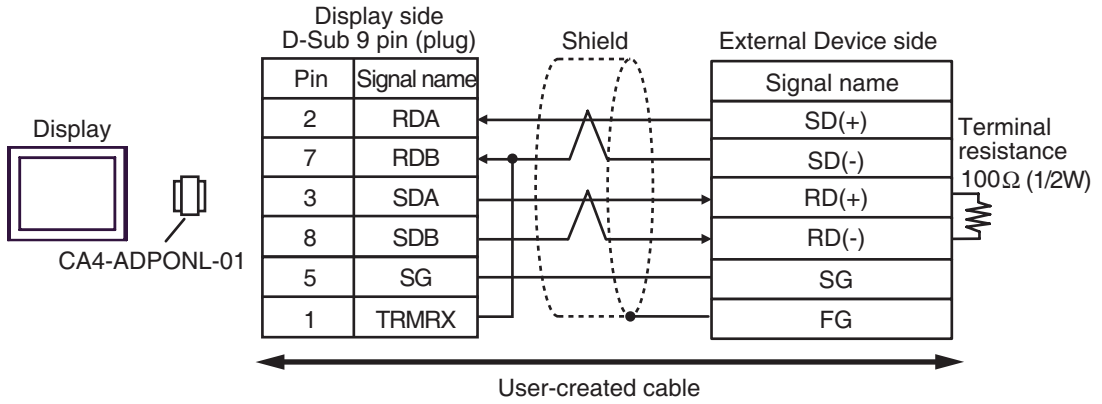 Display side
D-Sub 9 pin (plug)
Shield
External Device side
Pin Signal name
Signal name
2 RDA
SD(+)
7 RDB
SD(-)
3 SDA
RD(+)
8 SDB
RD(-)
5 SG
SG
1 TRMRX
FG
Display
CA4-ADPONL-01
Terminal
resistance
100Ω (1/2W)
User-created cable